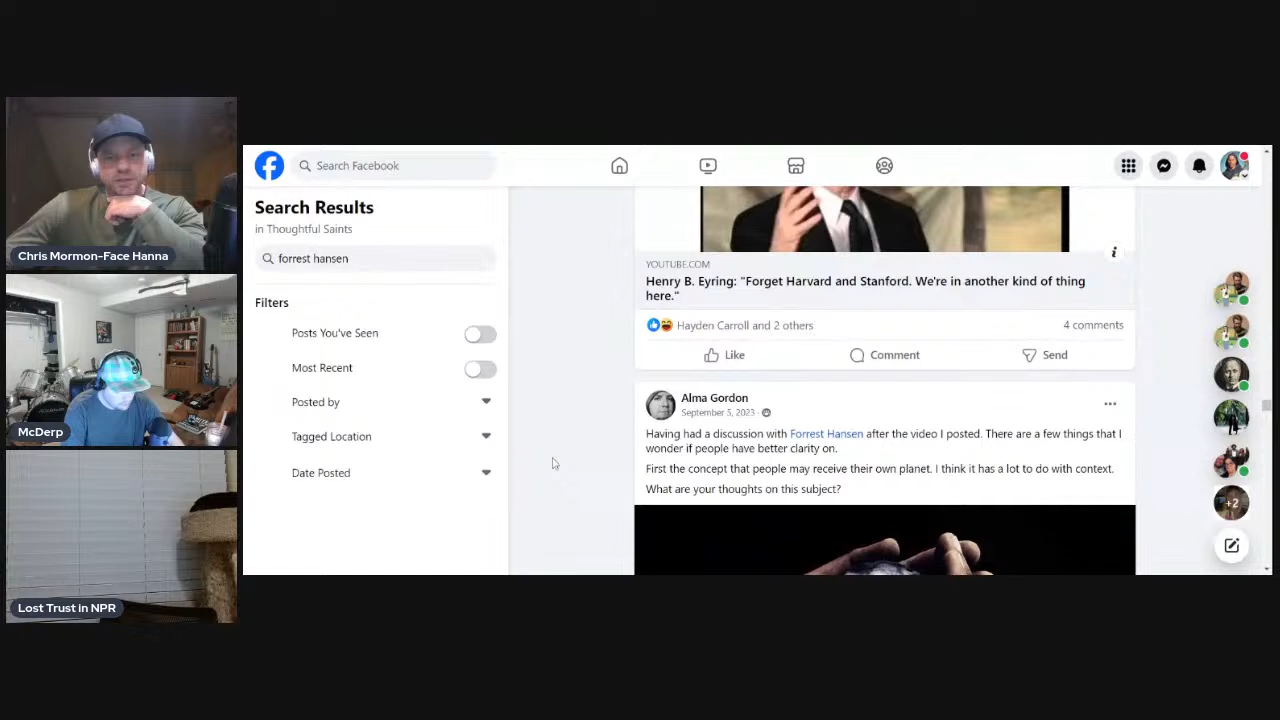 Chris Mormon-Face Hanna
McDerp
Lost Trust in NPR
Search Facebook
Search Results
in Thoughtful Saints
forrest hansen
Filters
Posts You've Seen
Most Recent
Posted by
Tagged Location
Date Posted
YOUTUBE.COM
Henry B. Eyring: "Forget Harvard and Stanford. We're in another kind of thing
here."
Hayden Carroll and 2 others
4 comments
Like
Comment
Send
Alma Gordon
September 5, 2023 ·
Having had a discussion with Forrest Hansen after the video I posted. There are a few things that I
wonder if people have better clarity on.
First the concept that people may receive their own planet. I think it has a lot to do with context.
What are your thoughts on this subject?
+2